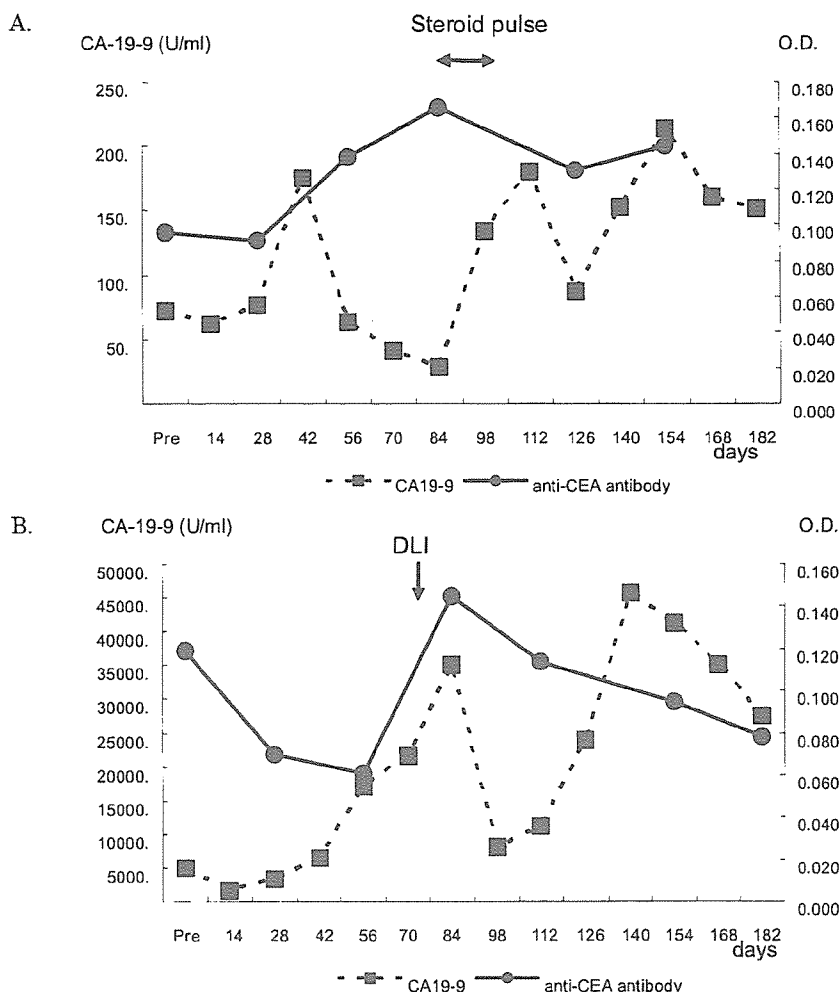 A.
Steroid pulse
CA-19-9 (U/ml)
O.D.
250.
200.
150.
100.
50.
0.180
0.160
0.140
0.120
0.100
0.080
0.060
0.040
0.020
0.000
Pre 14 28 42 56 70 84 98 112 126 140 154 168 182
days
CA19-9 anti-CEA antibody
B.
CA-19-9 (U/ml)
DLI
O.D.
50000.
45000.
40000.
35000.
30000.
25000.
20000.
15000.
10000.
5000.
0.160
0.140
0.120
0.100
0.080
0.060
0.040
0.020
0.000
Pre 14 28 42 56 70 84 98 112 126 140 154 168 182
days
CA19-9 anti-CEA antibody